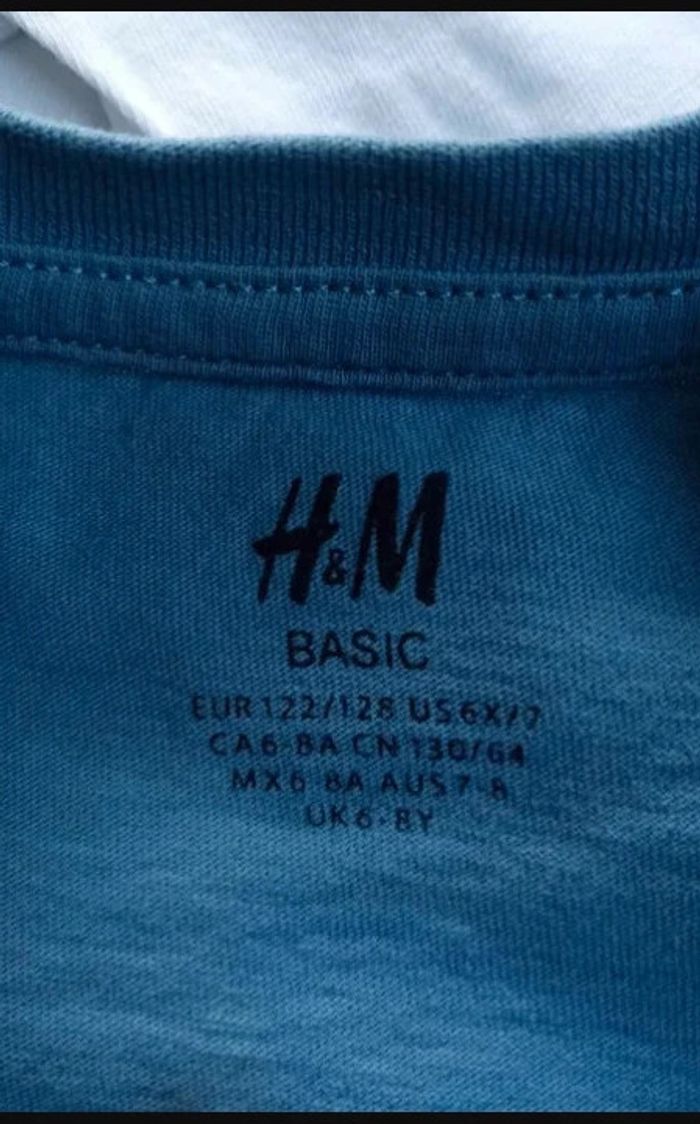 H&M
BASIC
EUR 122/128 US 6X/7
CA 6-8A CN 130/64
MX 6-8A AUS 7-8
UK 6-8Y